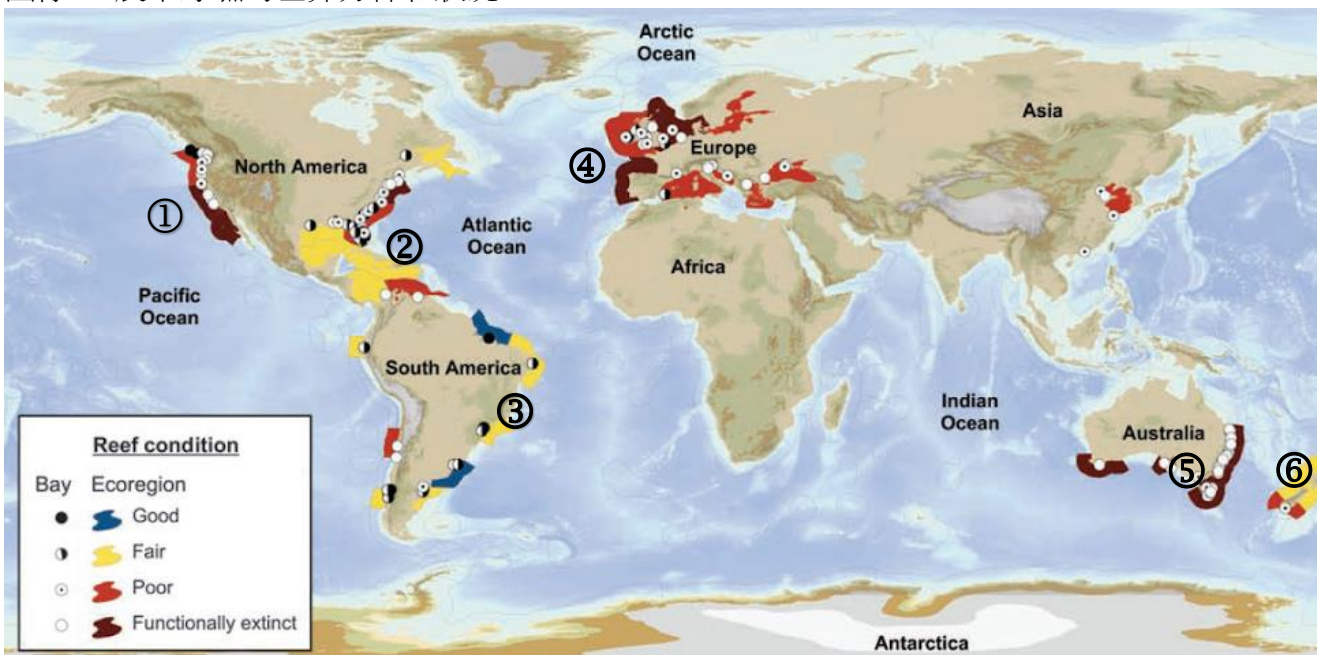 Arctic
Ocean
Asia
North America
Europe
④
①
②
Atlantic
Ocean
Africa
Pacific
Ocean
South America
③
Indian
Ocean
Australia
⑤
⑥
Reef condition
Bay Ecoregion
Good
Fair
Poor
Functionally extinct
Antarctica